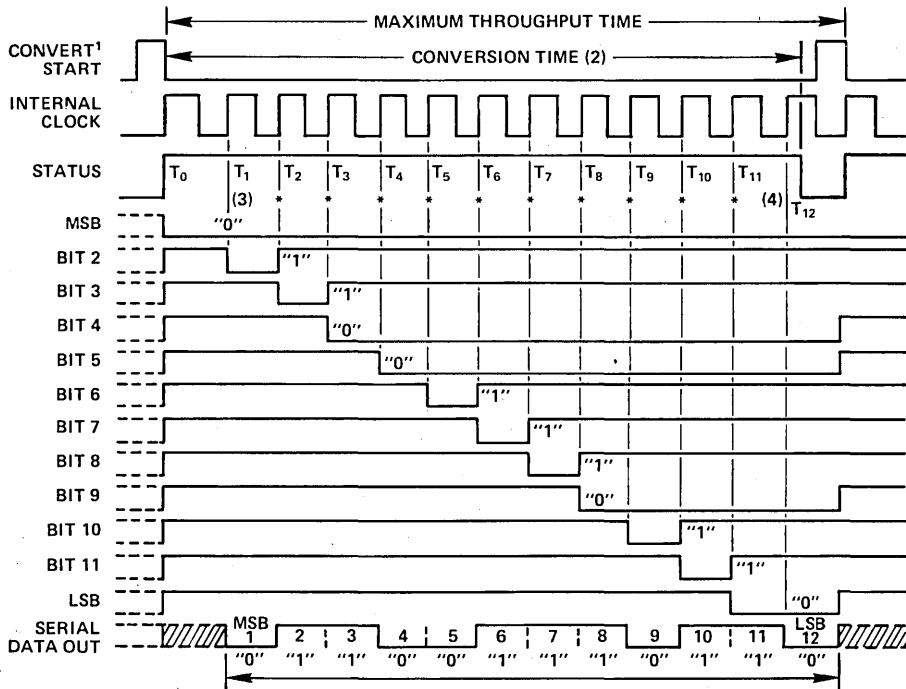 MAXIMUM THROUGHPUT TIME
CONVERT¹ START
CONVERSION TIME (2)
INTERNAL CLOCK
STATUS
T₀ T₁ T₂ T₃ T₄ T₅ T₆ T₇ T₈ T₉ T₁₀ T₁₁
(3) * * * * * * * * * * (4) T₁₂
MSB "0"
BIT 2 "1"
BIT 3 "1"
BIT 4 "0"
BIT 5 "0"
BIT 6 "1"
BIT 7 "1"
BIT 8 "1"
BIT 9 "0"
BIT 10 "1"
BIT 11 "1"
LSB "0"
SERIAL DATA OUT
MSB LSB
1 2 3 4 5 6 7 8 9 10 11 12
"0" "1" "1" "0" "0" "1" "1" "1" "0" "1" "1" "0"